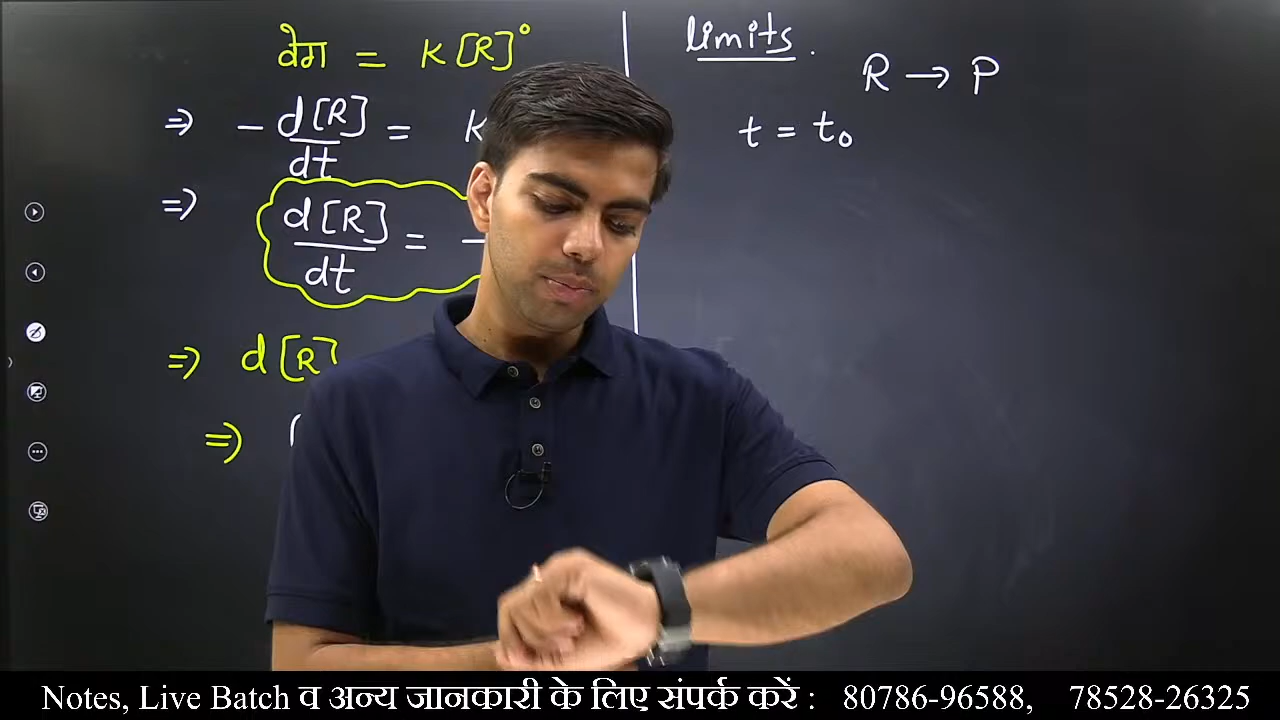 वेग = K[R]°
⇒ - d[R]/dt = K
⇒ d[R]/dt = -
⇒ d[R]
⇒
limits.
R → P
t = t₀
Notes, Live Batch व अन्य जानकारी के लिए संपर्क करें : 80786-96588, 78528-26325